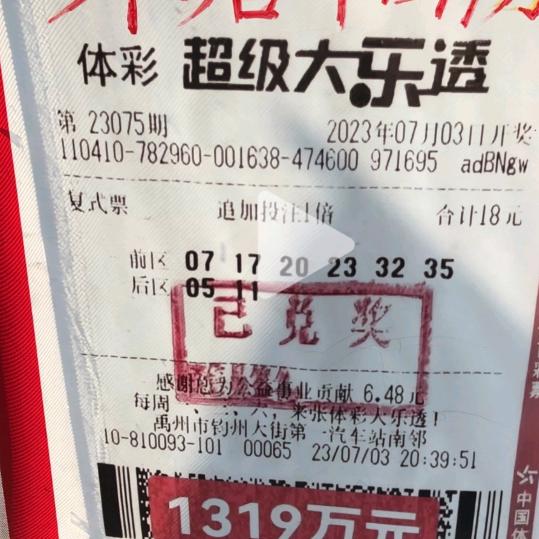 体彩 超级大乐透
第 23075期 2023年07月03日开奖
110410-782960-001638-474600 971695 adBNgw
复式票 追加投注1倍 合计18元
前区 07 17 20 23 32 35
后区 05 11
已兑奖
感谢您为公益事业贡献 6.48元
每周一、三、六，来张体彩大乐透！
禹州市钧州大街第一汽车站南邻
10-810093-101 00065 23/07/03 20:39:51
1319万元
中国体